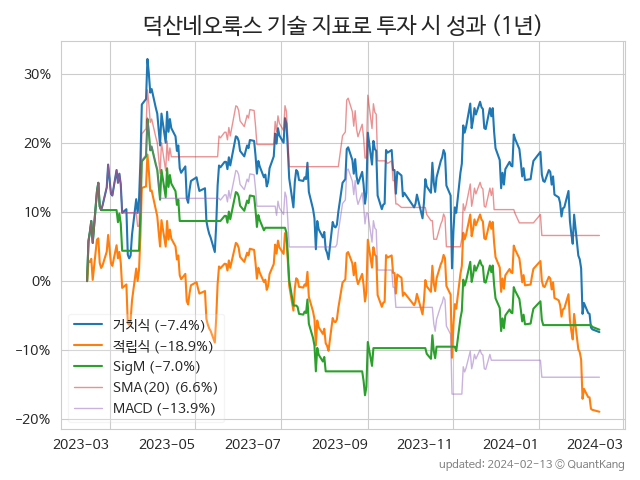 덕산네오룩스 기술 지표로 투자 시 성과 (1년)
30%
20%
10%
0%
−10%
−20%
거치식 (−7.4%)
적립식 (−18.9%)
SigM (−7.0%)
SMA(20) (6.6%)
MACD (−13.9%)
2023-03 2023-05 2023-07 2023-09 2023-11 2024-01 2024-03
updated: 2024-02-13 ⓒ QuantKang